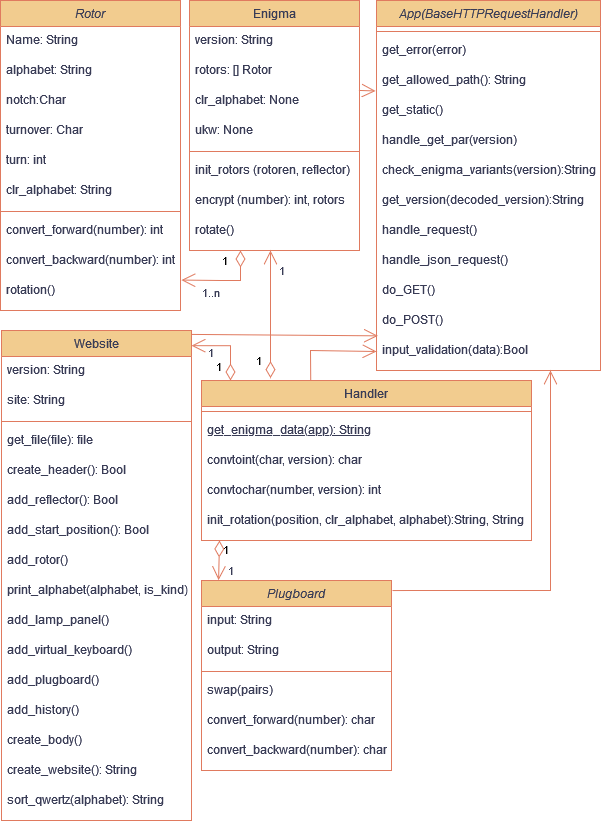 Rotor
Name: String
alphabet: String
notch:Char
turnover: Char
turn: int
clr_alphabet: String
convert_forward(number): int
convert_backward(number): int
rotation()
Enigma
version: String
rotors: [] Rotor
clr_alphabet: None
ukw: None
init_rotors (rotoren, reflector)
encrypt (number): int, rotors
rotate()
App(BaseHTTPRequestHandler)
get_error(error)
get_allowed_path(): String
get_static()
handle_get_par(version)
check_enigma_variants(version):String
get_version(decoded_version):String
handle_request()
handle_json_request()
do_GET()
do_POST()
input_validation(data):Bool
1
1..n
1
1
1
1
Website
version: String
site: String
get_file(file): file
create_header(): Bool
add_reflector(): Bool
add_start_position(): Bool
add_rotor()
print_alphabet(alphabet, is_kind)
add_lamp_panel()
add_virtual_keyboard()
add_plugboard()
add_history()
create_body()
create_website(): String
sort_qwertz(alphabet): String
Handler
get_enigma_data(app): String
convtoint(char, version): char
convtochar(number, version): int
init_rotation(position, clr_alphabet, alphabet):String, String
1
1
Plugboard
input: String
output: String
swap(pairs)
convert_forward(number): char
convert_backward(number): char